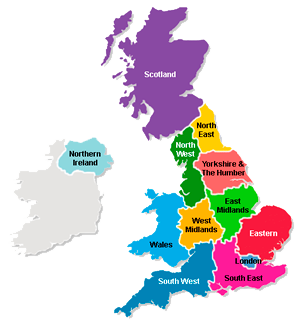 Scotland
North
East
North
West
Northern
Ireland
Yorkshire &
The Humber
East
Midlands
West
Midlands
Wales
Eastern
London
South West
South East